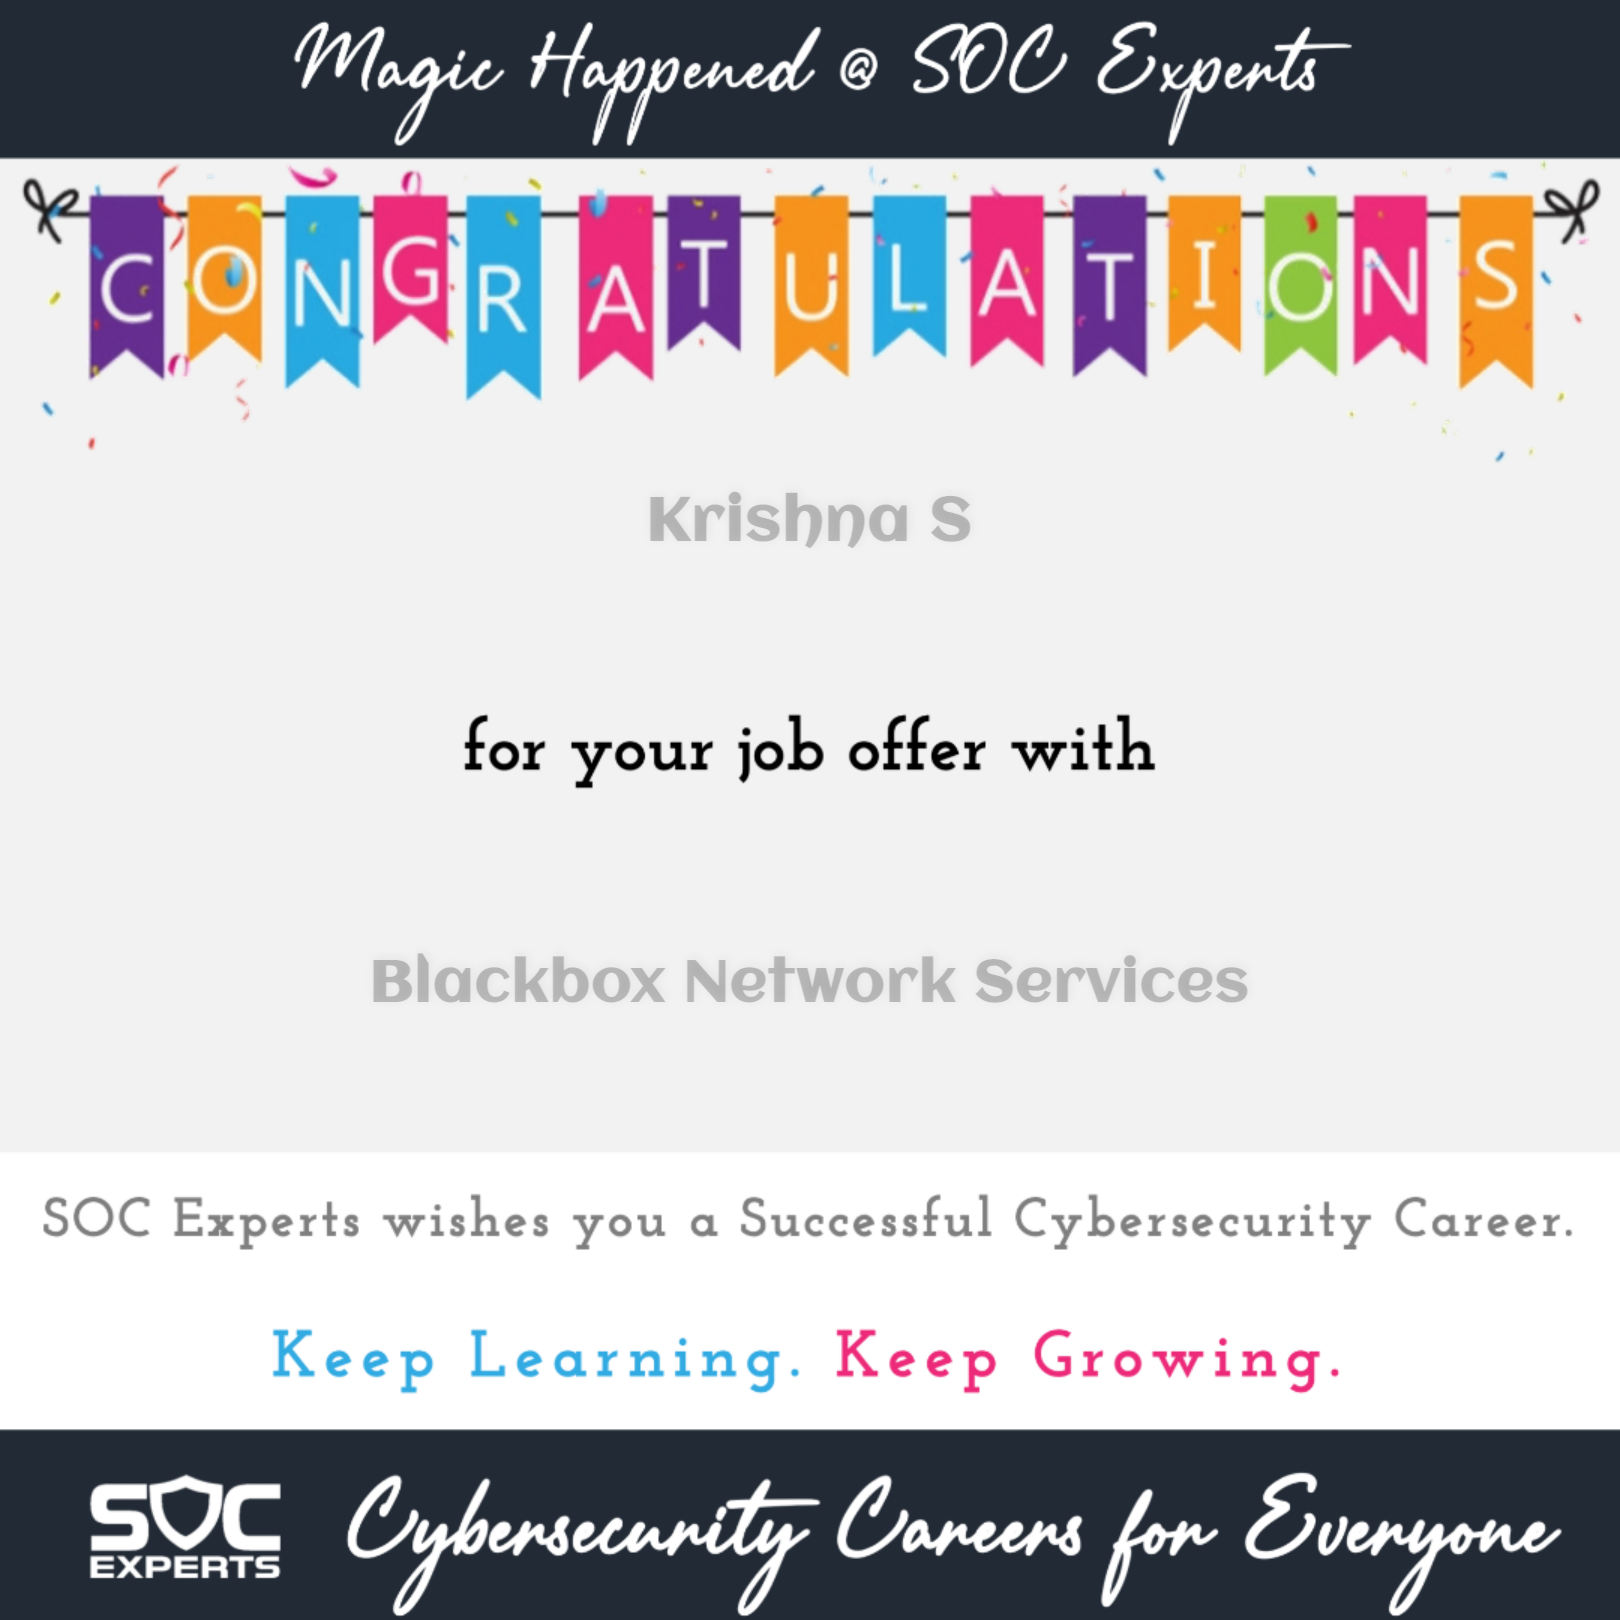 Magic Happened @ SOC Experts
CONGRATULATIONS
Krishna S
for your job offer with
Blackbox Network Services
SOC Experts wishes you a Successful Cybersecurity Career.
Keep Learning. Keep Growing.
SOC
EXPERTS
Cybersecurity Careers for Everyone